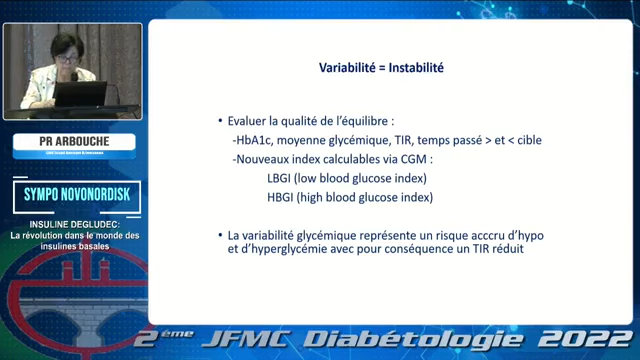 PR ARBOUCHE
SYMPO NOVONORDISK
INSULINE DEGLUDEC:
La révolution dans le monde des
insulines basales
Variabilité = Instabilité
• Evaluer la qualité de l'équilibre :
-HbA1c, moyenne glycémique, TIR, temps passé > et < cible
-Nouveaux index calculables via CGM :
LBGI (low blood glucose index)
HBGI (high blood glucose index)
• La variabilité glycémique représente un risque acccru d'hypo
et d'hyperglycémie avec pour conséquence un TIR réduit
2ème JFMC Diabétologie 2022